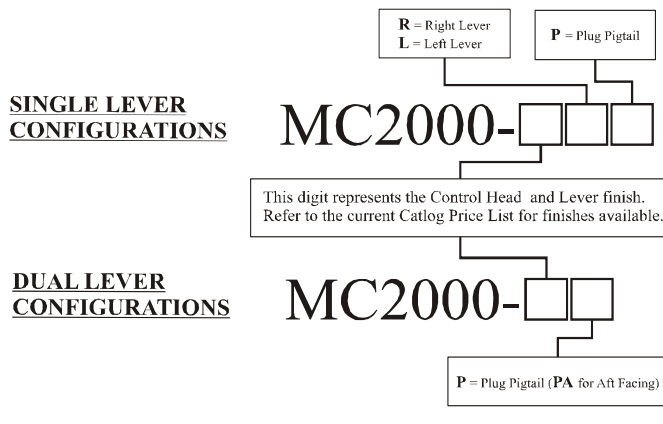 R = Right Lever
L = Left Lever
P = Plug Pigtail
SINGLE LEVER
CONFIGURATIONS
MC2000-
This digit represents the Control Head and Lever finish.
Refer to the current Catlog Price List for finishes available.
DUAL LEVER
CONFIGURATIONS
MC2000-
P = Plug Pigtail (PA for Aft Facing)